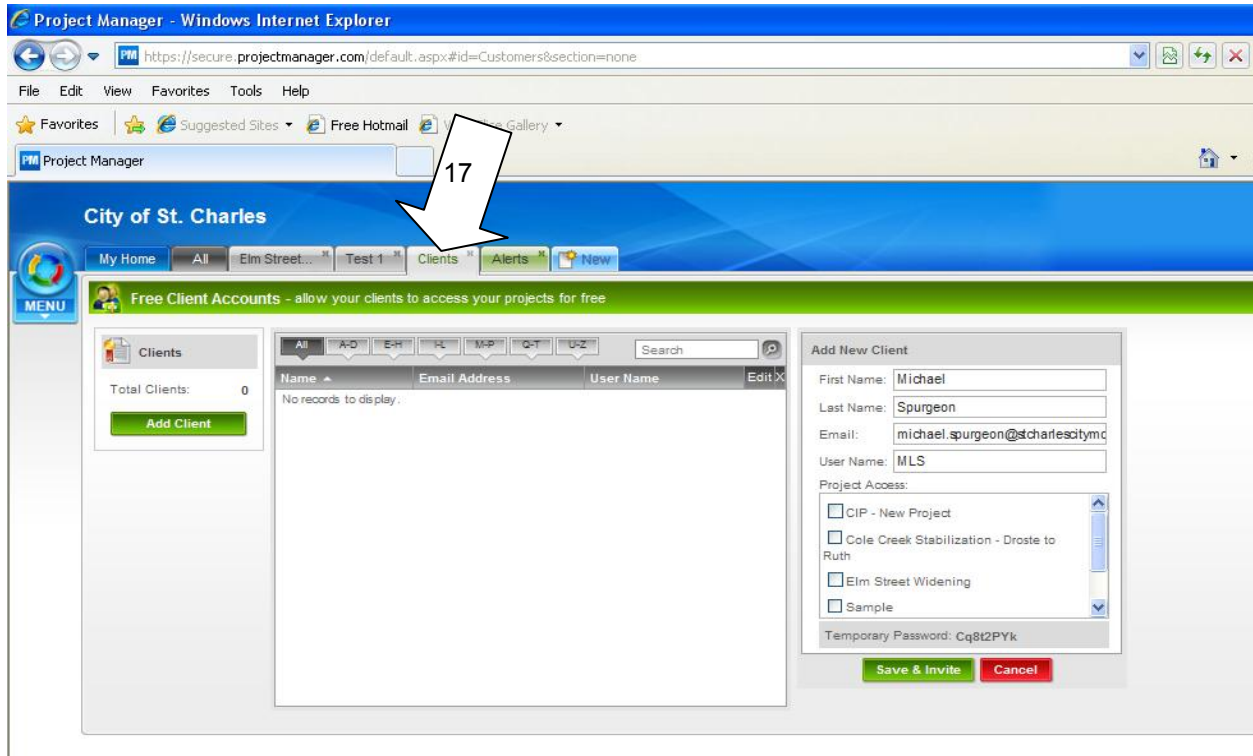 Project Manager - Windows Internet Explorer
PM https://secure.projectmanager.com/default.aspx#id=Customers&section=none
File Edit View Favorites Tools Help
Favorites Suggested Sites Free Hotmail Gallery
PM Project Manager
17
City of St. Charles
My Home All Elm Street... Test 1 Clients Alerts New
MENU
Free Client Accounts - allow your clients to access your projects for free
Clients
Total Clients: 0
Add Client
All A-D E-H I-L M-P Q-T U-Z Search
Name Email Address User Name Edit X
No records to display.
Add New Client
First Name: Michael
Last Name: Spurgeon
Email: michael.spurgeon@stcharlescitymo
User Name: MLS
Project Access:
CIP - New Project
Cole Creek Stabilization - Droste to
Ruth
Elm Street Widening
Sample
Temporary Password: Cq8t2PYk
Save & Invite Cancel